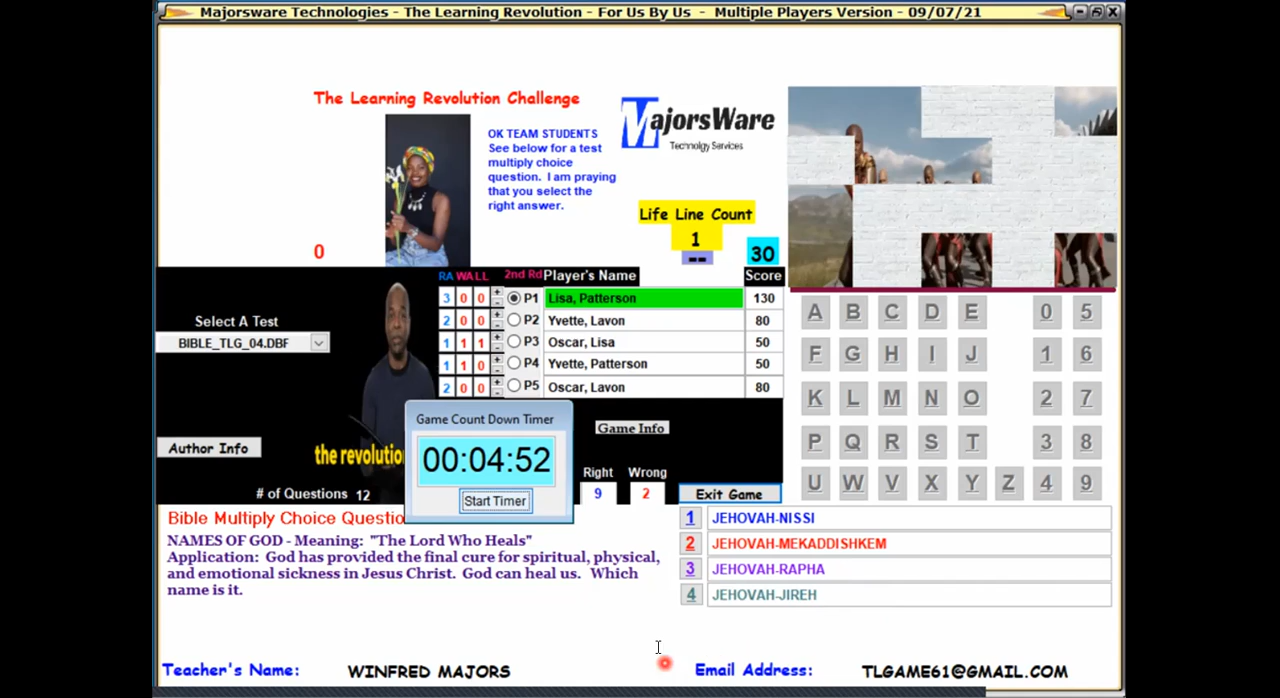 Majorsware Technologies - The Learning Revolution - For Us By Us - Multiple Players Version - 09/07/21
The Learning Revolution Challenge
MajorsWare
Technolgy Services
OK TEAM STUDENTS
See below for a test
multiply choice
question. I am praying
that you select the
right answer.
Life Line Count
1
--
0
30
RA WALL 2nd Rd Player's Name Score
3 0 0 + - P1 Lisa, Patterson 130
2 0 0 + - P2 Yvette, Lavon 80
1 1 1 + - P3 Oscar, Lisa 50
1 1 0 + - P4 Yvette, Patterson 50
2 0 0 + - P5 Oscar, Lavon 80
Select A Test
BIBLE_TLG_04.DBF
A B C D E 0 5
F G H I J 1 6
K L M N O 2 7
P Q R S T 3 8
U V W X Y Z 4 9
Game Count Down Timer
00:04:52
Start Timer
Game Info
Author Info
the revolutio
Right Wrong
9 2
# of Questions 12
Exit Game
Bible Multiply Choice Questio
NAMES OF GOD - Meaning: "The Lord Who Heals"
Application: God has provided the final cure for spiritual, physical,
and emotional sickness in Jesus Christ. God can heal us. Which
name is it.
1 JEHOVAH-NISSI
2 JEHOVAH-MEKADDISHKEM
3 JEHOVAH-RAPHA
4 JEHOVAH-JIREH
Teacher's Name: WINFRED MAJORS Email Address: TLGAME61@GMAIL.COM